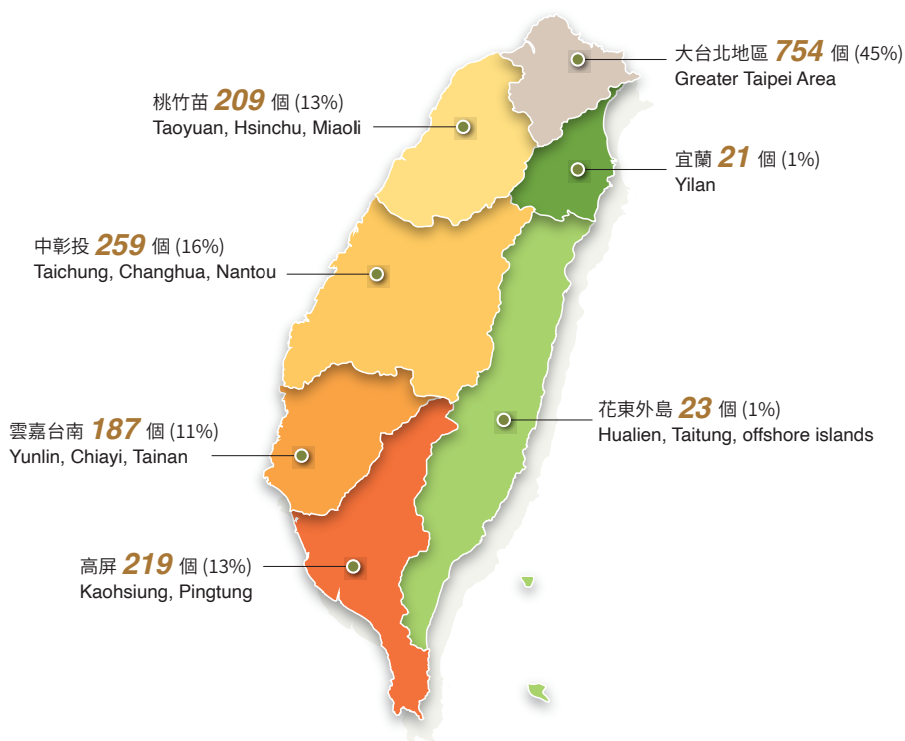 大台北地區 754 個 (45%)
Greater Taipei Area
桃竹苗 209 個 (13%)
Taoyuan, Hsinchu, Miaoli
宜蘭 21 個 (1%)
Yilan
中彰投 259 個 (16%)
Taichung, Changhua, Nantou
花東外島 23 個 (1%)
Hualien, Taitung, offshore islands
雲嘉台南 187 個 (11%)
Yunlin, Chiayi, Tainan
高屏 219 個 (13%)
Kaohsiung, Pingtung